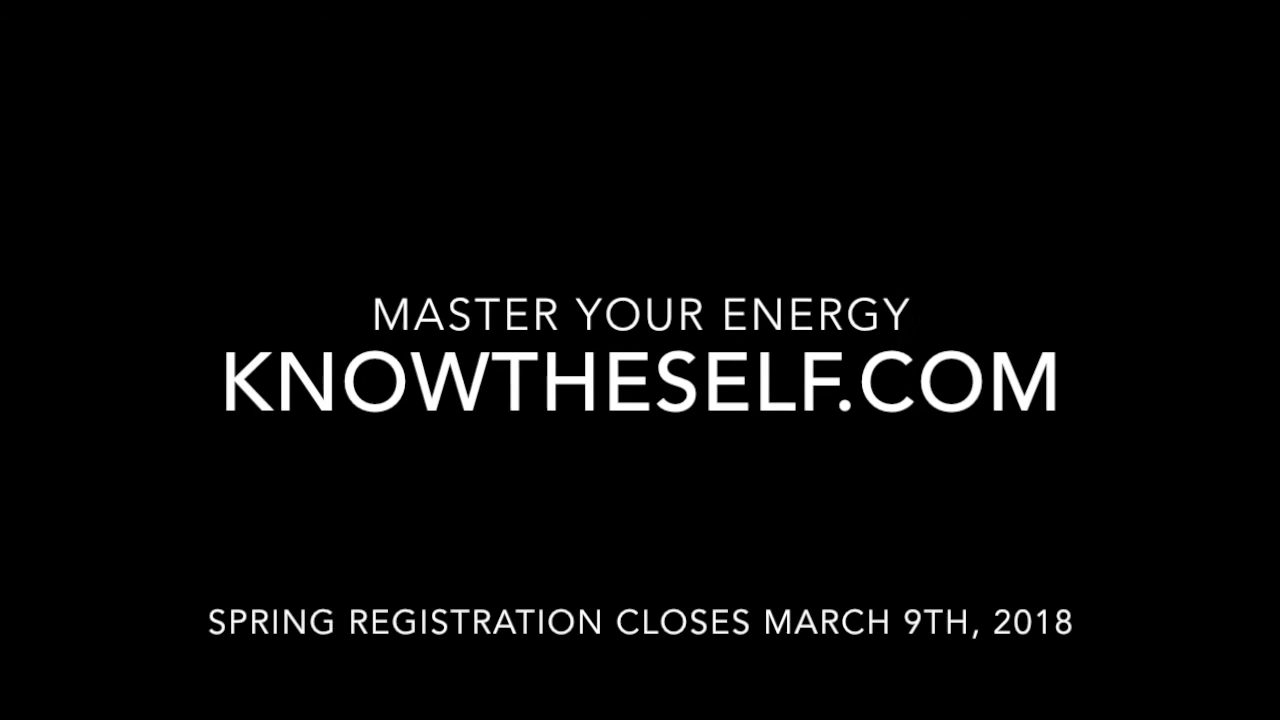 MASTER YOUR ENERGY
KNOWTHESELF.COM
SPRING REGISTRATION CLOSES MARCH 9TH, 2018